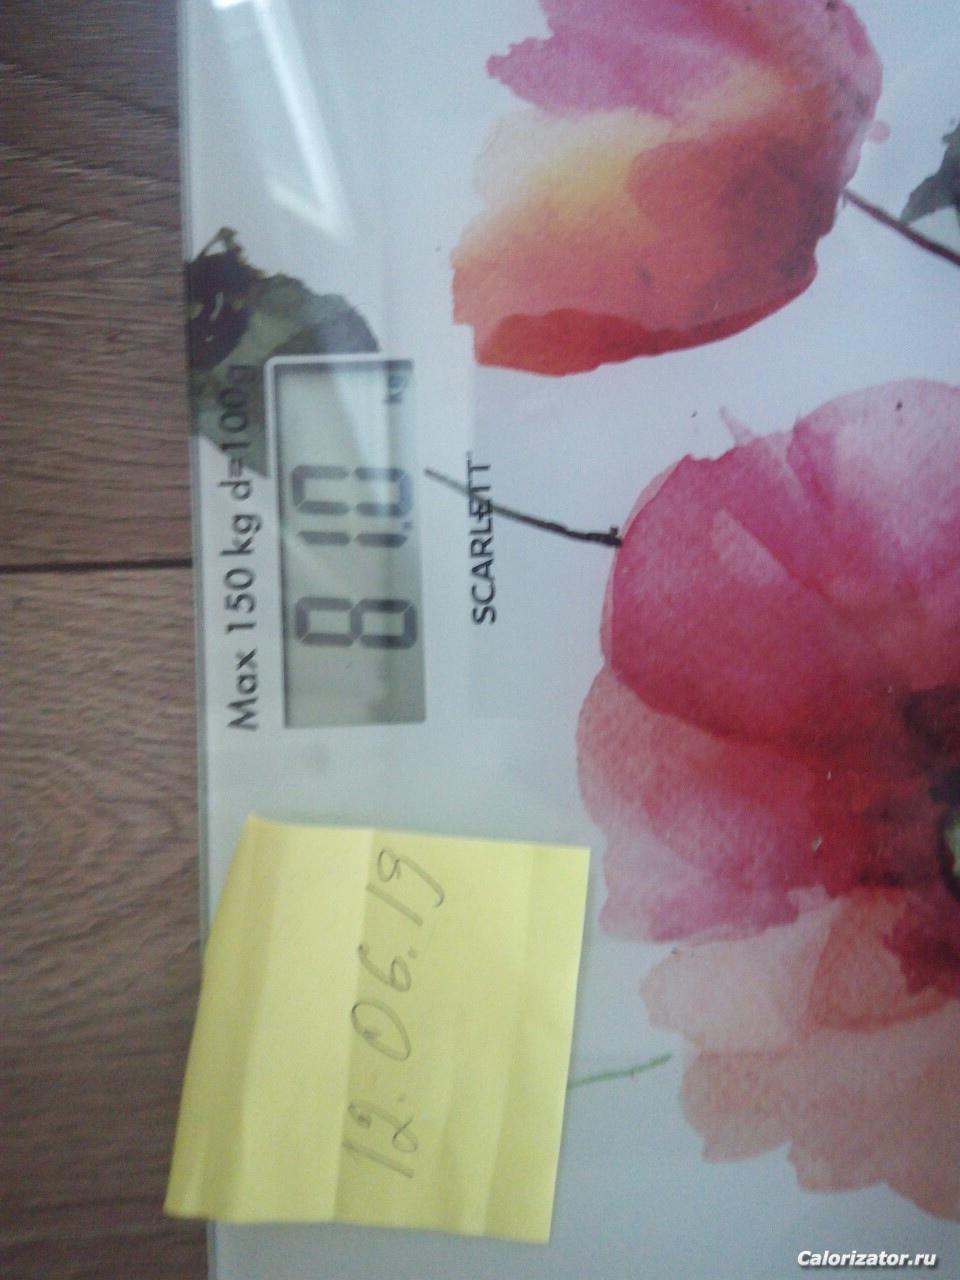 Max 150 kg d=100g
81.0 kg
SCARLETT
12.06.19
Calorizator.ru